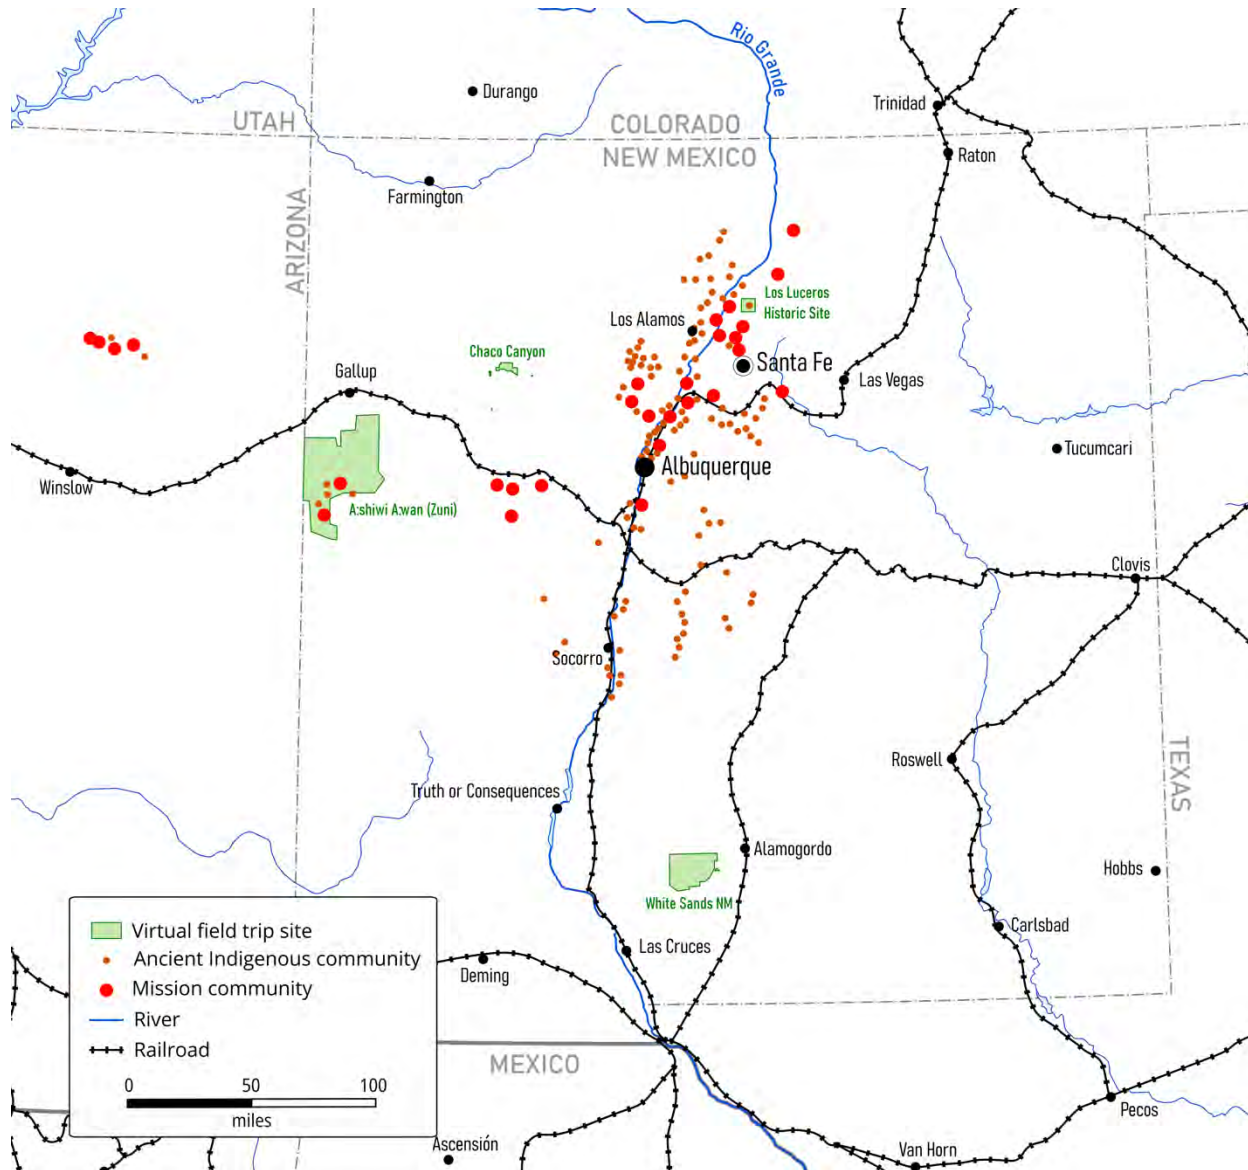 Rio Grande
Durango
Trinidad
UTAH
COLORADO
NEW MEXICO
Raton
Farmington
ARIZONA
Los Luceros
Historic Site
Los Alamos
Chaco Canyon
Santa Fe
Gallup
Las Vegas
Tucumcari
Albuquerque
Winslow
A:shiwi A:wan (Zuni)
Clovis
Socorro
TEXAS
Roswell
Truth or Consequences
Alamogordo
Hobbs
White Sands NM
Carlsbad
Las Cruces
Deming
Virtual field trip site
Ancient Indigenous community
Mission community
River
Railroad
0 50 100
miles
MEXICO
Pecos
Ascensión
Van Horn